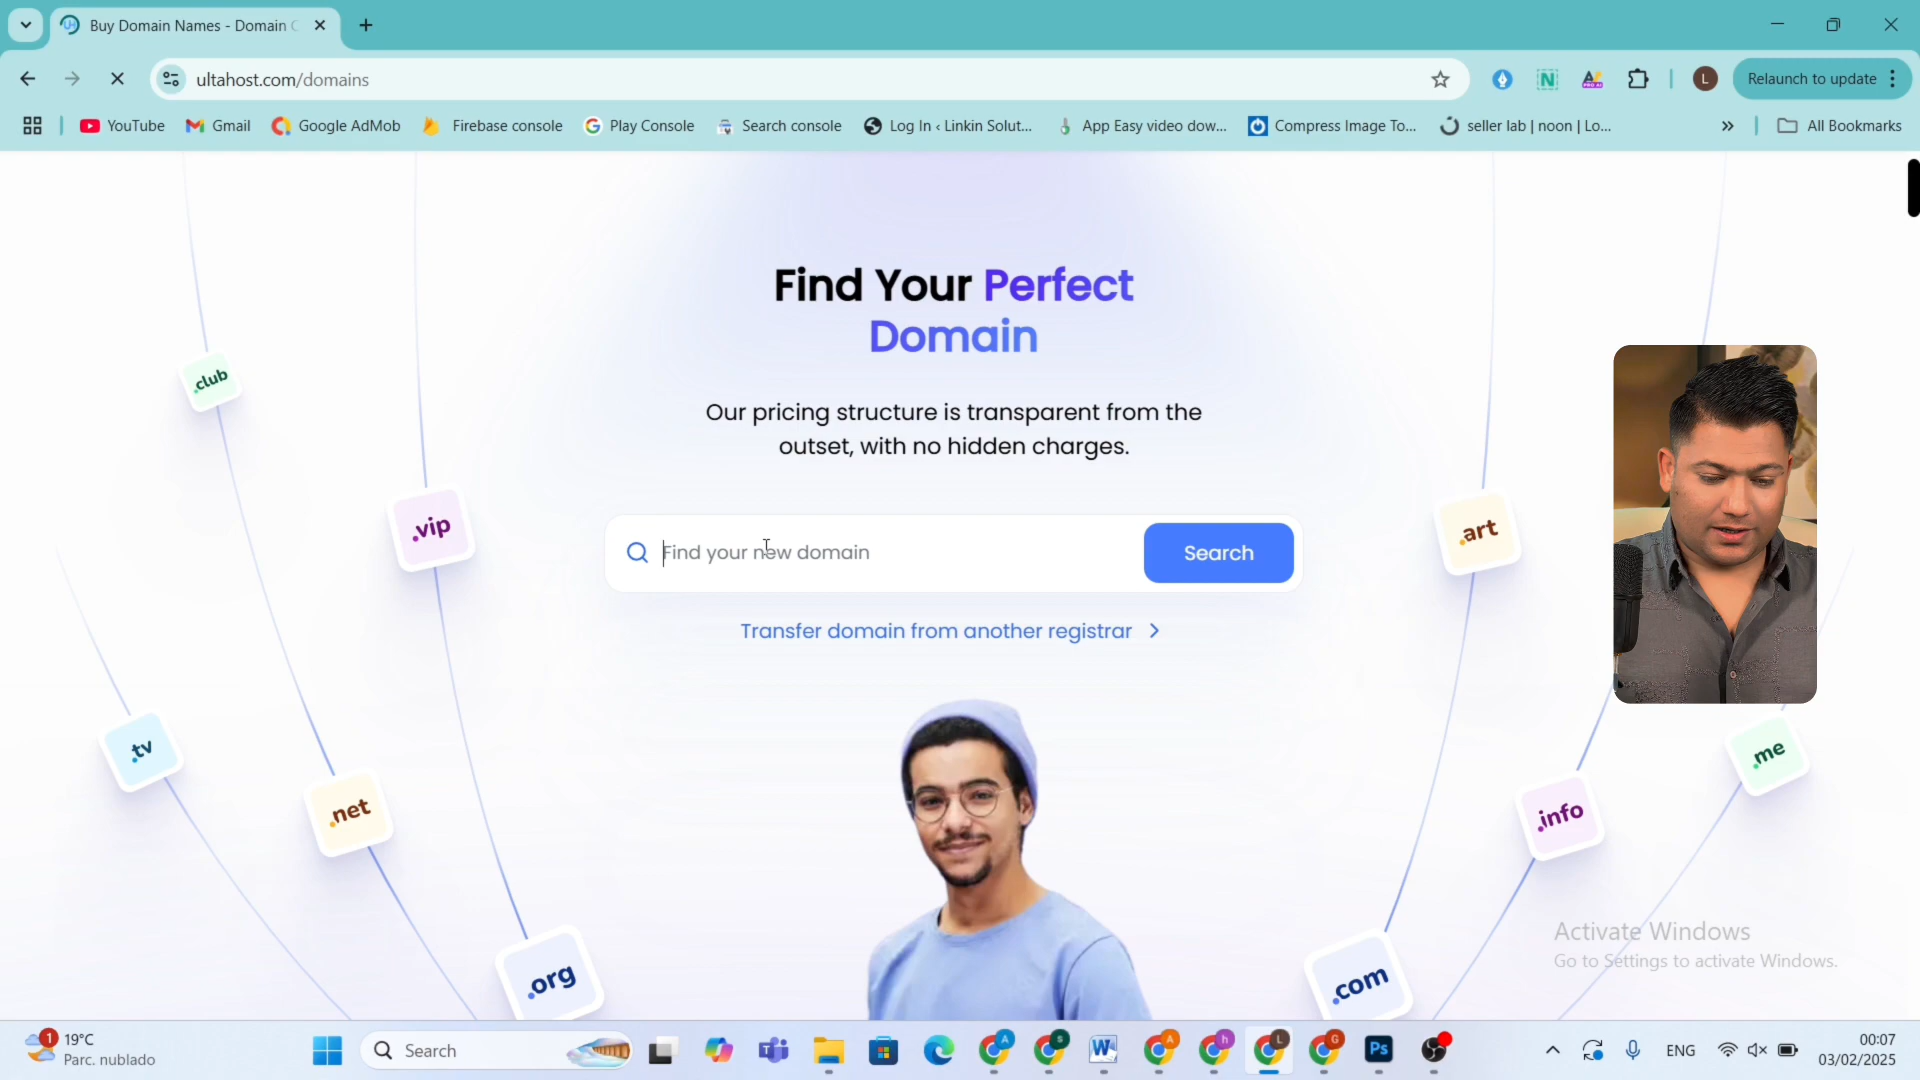 Buy Domain Names - Domain C
ultahost.com/domains
L
Relaunch to update
YouTube
Gmail
Google AdMob
Firebase console
Play Console
Search console
Log In ‹ Linkin Solut...
App Easy video dow...
Compress Image To...
seller lab | noon | Lo...
»
All Bookmarks
Find Your Perfect
Domain
Our pricing structure is transparent from the
outset, with no hidden charges.
Find your new domain
Search
Transfer domain from another registrar
.club
.vip
.tv
.net
.org
.art
.me
.info
.com
Activate Windows
Go to Settings to activate Windows.
1
19°C
Parc. nublado
Search
A
S
W
A
h
L
G
Ps
ENG
00:07
03/02/2025